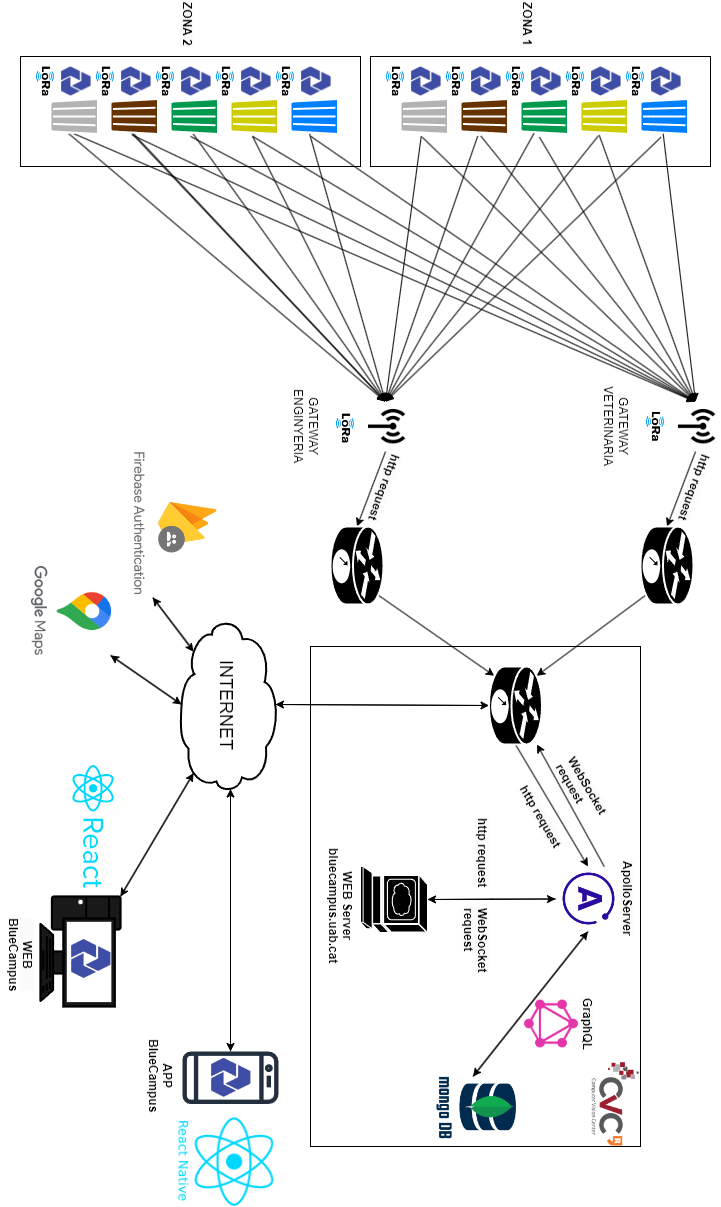 ZONA 1
LoRa
LoRa
LoRa
LoRa
LoRa
ZONA 2
LoRa
LoRa
LoRa
LoRa
LoRa
http request
GATEWAY
VETERINARIA
LoRa
http request
GATEWAY
ENGINYERIA
LoRa
WebSocket
request
http request
ApolloServer
http request
WebSocket
request
WEB Server
bluecampus.uab.cat
GraphQL
mongoDB
CVC
Computer Vision Center
INTERNET
Firebase Authentication
Google Maps
React
WEB
BlueCampus
APP
BlueCampus
React Native